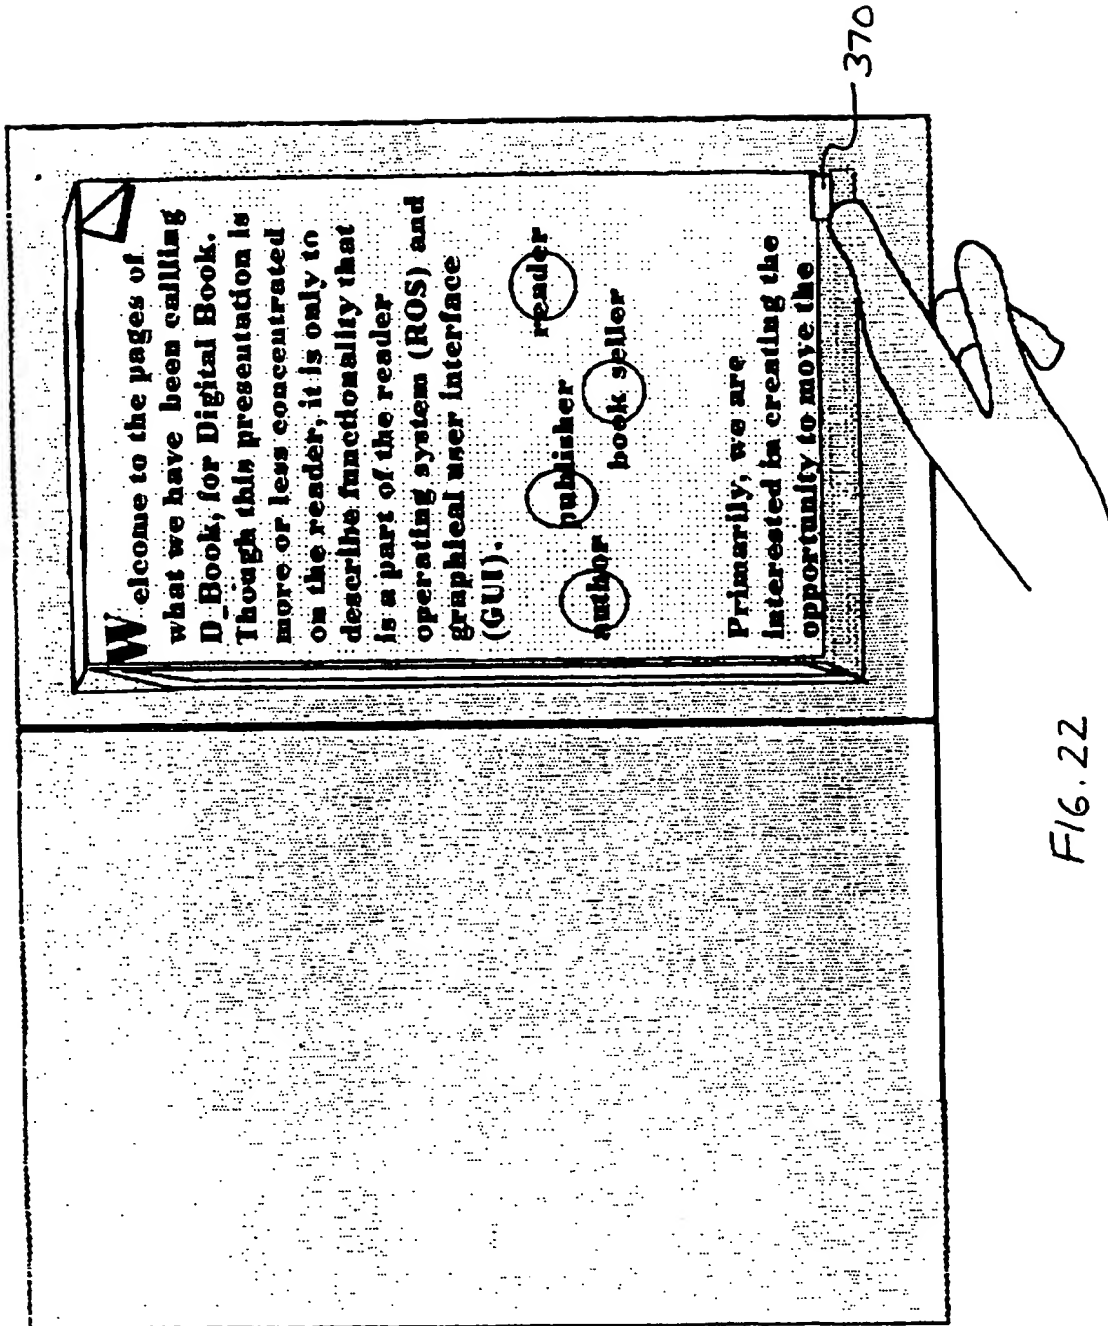 Welcome to the pages of
what we have been calling
D_Book, for Digital Book.
Though this presentation is
more or less concentrated
on the reader, it is only to
describe functionality that
is a part of the reader
operating system (ROS) and
graphical user interface
(GUI).
author
publisher
book seller
reader
Primarily, we are
interested in creating the
opportunity to move the
370
FIG. 22